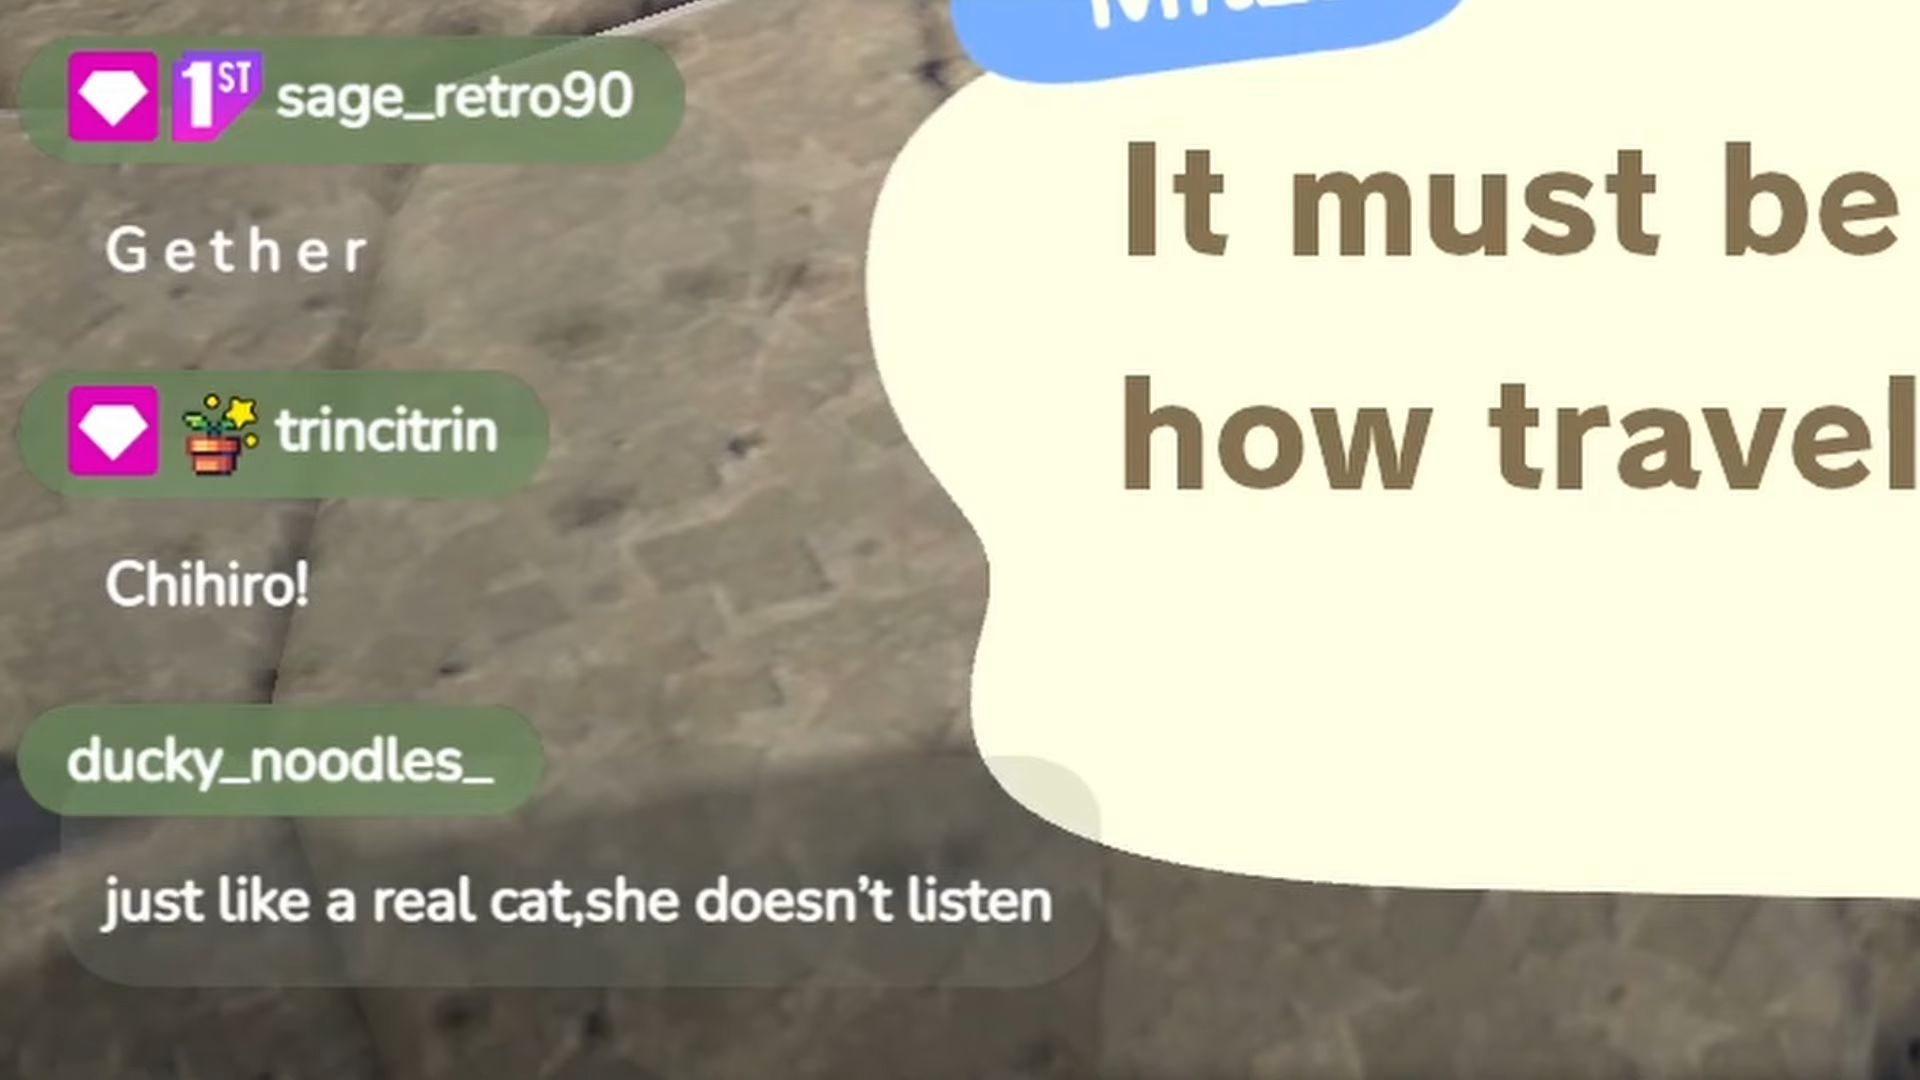 1ST sage_retro90
Gether
trincitrin
Chihiro!
ducky_noodles_
just like a real cat,she doesn’t listen
It must be
how travel